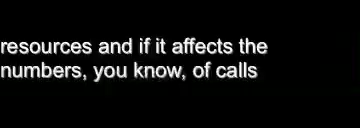 resources and if it affects the
numbers, you know, of calls